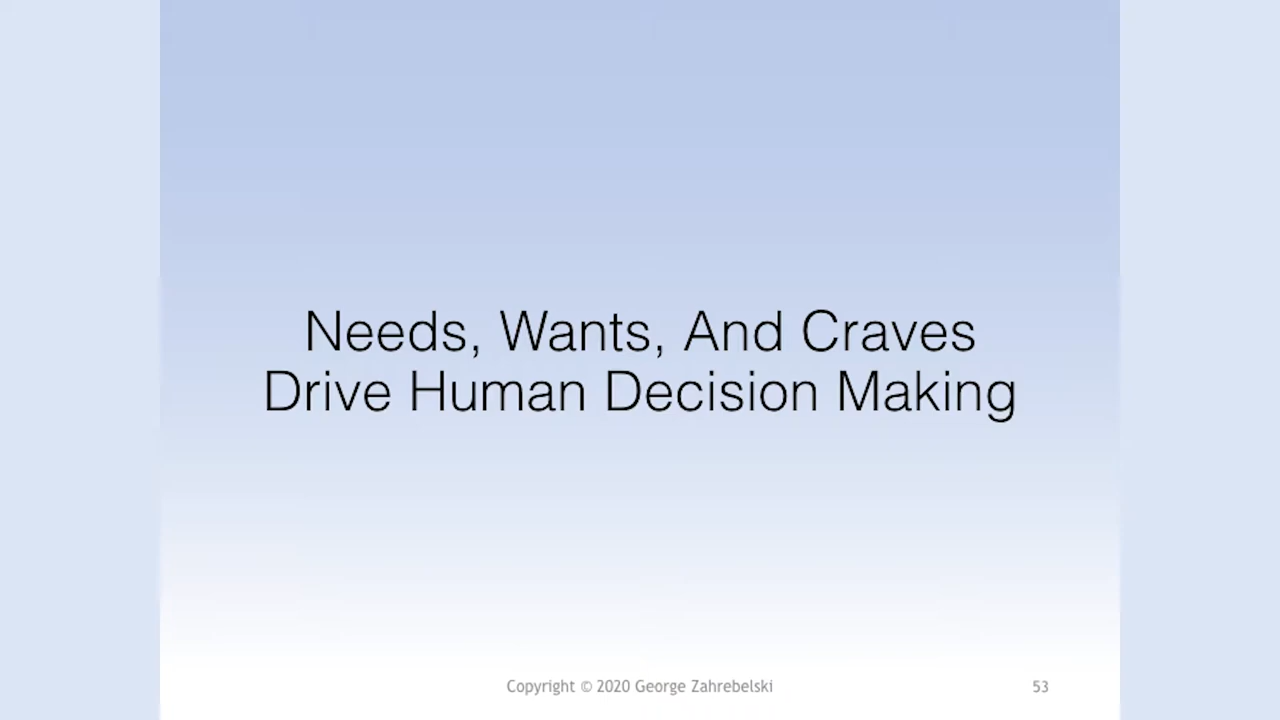 Needs, Wants, And Craves
Drive Human Decision Making
Copyright © 2020 George Zahrebelski
53